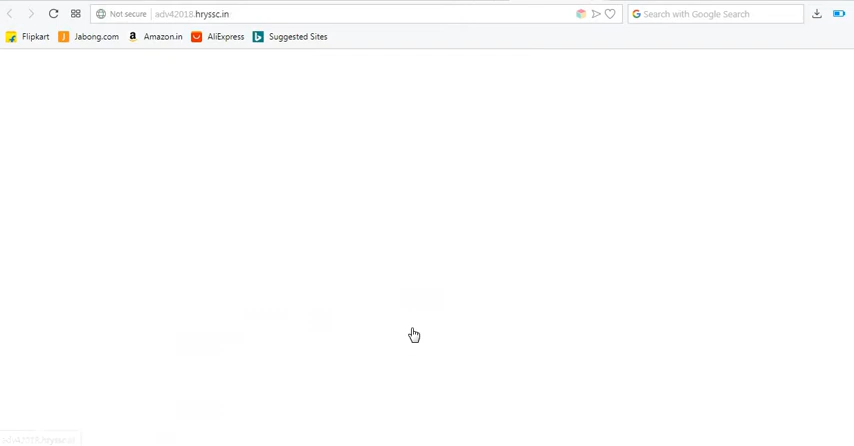 Not secure adv42018.hryssc.in Search with Google Search
Flipkart Jabong.com Amazon.in AliExpress Suggested Sites